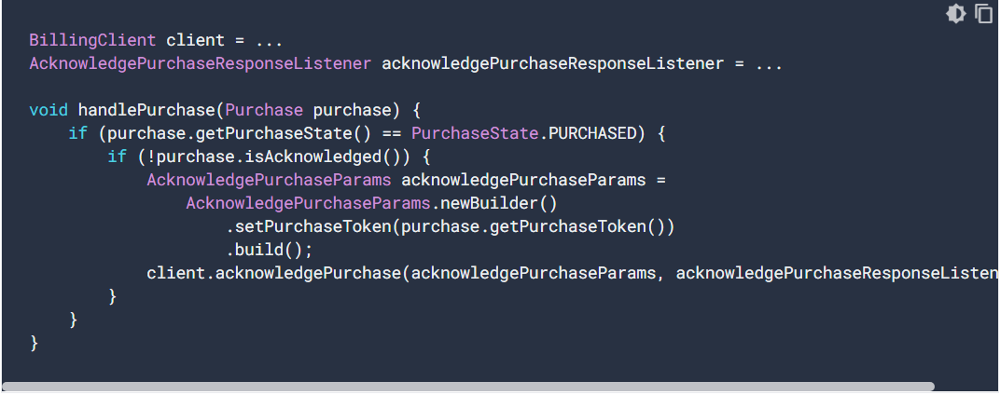 BillingClient client = ...
AcknowledgePurchaseResponseListener acknowledgePurchaseResponseListener = ...
void handlePurchase(Purchase purchase) {
if (purchase.getPurchaseState() == PurchaseState.PURCHASED) {
if (!purchase.isAcknowledged()) {
AcknowledgePurchaseParams acknowledgePurchaseParams =
AcknowledgePurchaseParams.newBuilder()
.setPurchaseToken(purchase.getPurchaseToken())
.build();
client.acknowledgePurchase(acknowledgePurchaseParams, acknowledgePurchaseResponseListen
}
}
}